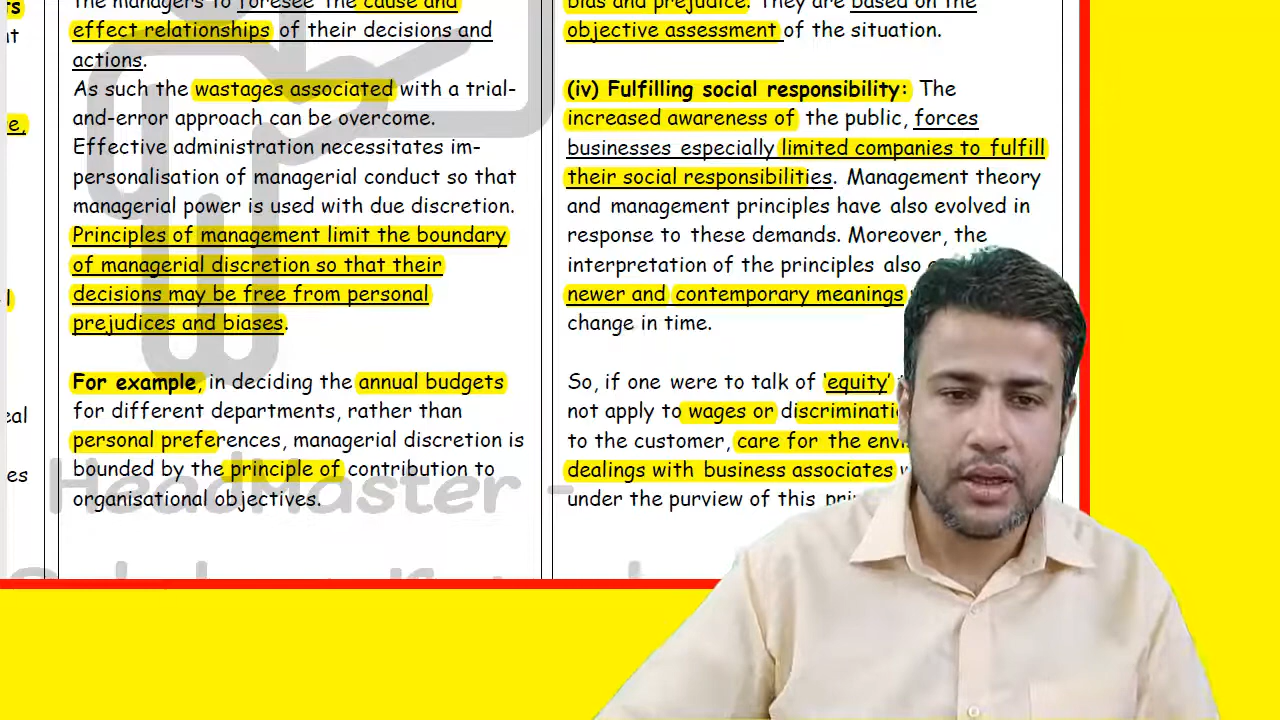 rs
at
e,
l
eal
es
the managers to foresee the cause and
effect relationships of their decisions and
actions.
As such the wastages associated with a trial-
and-error approach can be overcome.
Effective administration necessitates im-
personalisation of managerial conduct so that
managerial power is used with due discretion.
Principles of management limit the boundary
of managerial discretion so that their
decisions may be free from personal
prejudices and biases.
For example, in deciding the annual budgets
for different departments, rather than
personal preferences, managerial discretion is
bounded by the principle of contribution to
organisational objectives.
bias and prejudice. They are based on the
objective assessment of the situation.
(iv) Fulfilling social responsibility: The
increased awareness of the public, forces
businesses especially limited companies to fulfill
their social responsibilities. Management theory
and management principles have also evolved in
response to these demands. Moreover, the
interpretation of the principles also
newer and contemporary meanings
change in time.
So, if one were to talk of 'equity'
not apply to wages or
to the customer, care for the
dealings with business associates
under the purview of this
HeadMaster -